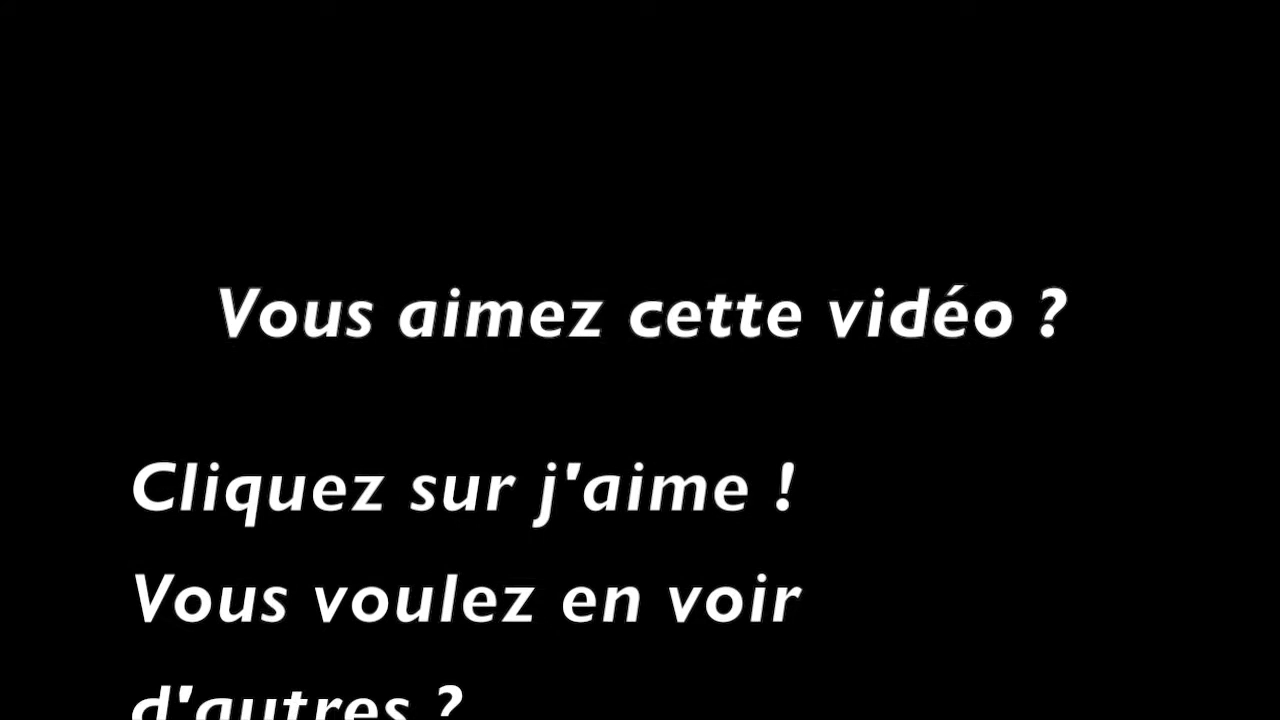 Vous aimez cette vidéo ?
Cliquez sur j'aime !
Vous voulez en voir
d'autres ?